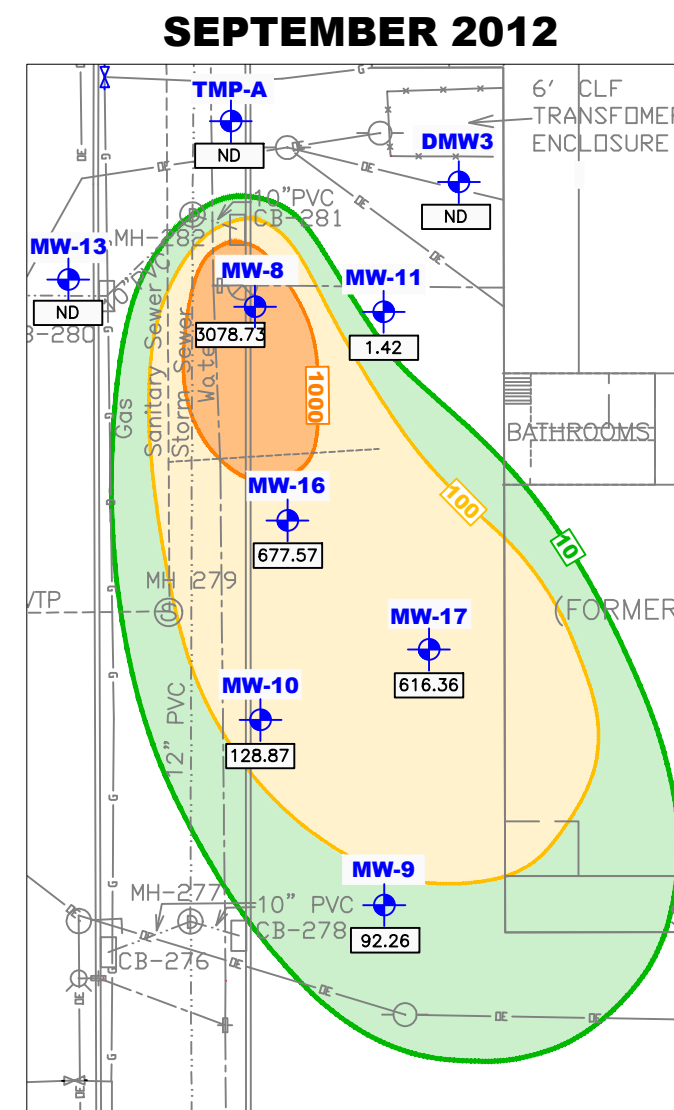 SEPTEMBER 2012
6' CLF
TRANSFOMER
ENCLOSURE
TMP-A
ND
DMW3
ND
10"PVC
CB-281
MH-282
MW-13
ND
MW-8
3078.73
MW-11
1.42
Gas
Sanitary Sewer
Storm Sewer
Water
1000
BATHROOMS
MW-16
677.57
100
10
MH 279
(FORMER
MW-17
616.36
MW-10
128.87
12" PVC
MW-9
92.26
MH-277
10" PVC
CB-278
CB-276